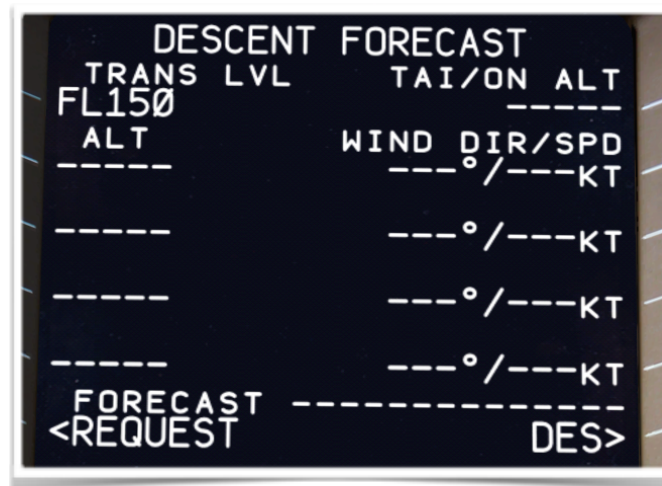 DESCENT FORECAST
TRANS LVL TAI/ON ALT
FL150 -----
ALT WIND DIR/SPD
----- ---°/---KT
----- ---°/---KT
----- ---°/---KT
----- ---°/---KT
FORECAST ---------------
<REQUEST DES>